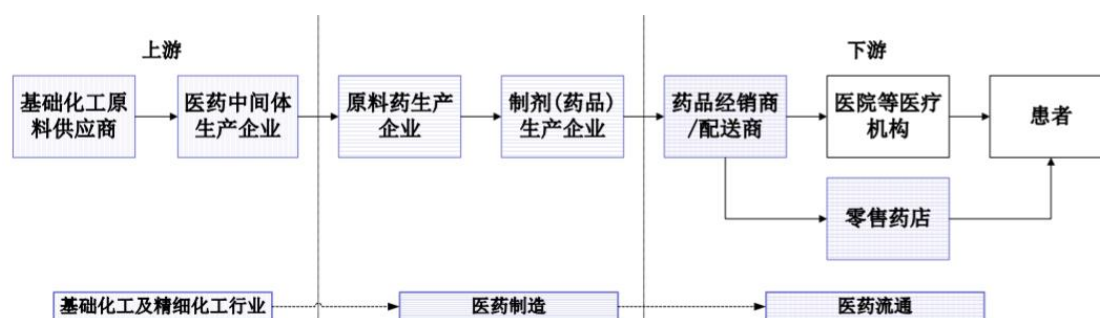 上游
下游
基础化工原
料供应商
医药中间体
生产企业
原料药生产
企业
制剂(药品)
生产企业
药品经销商
/配送商
医院等医疗
机构
患者
零售药店
基础化工及精细化工行业
医药制造
医药流通